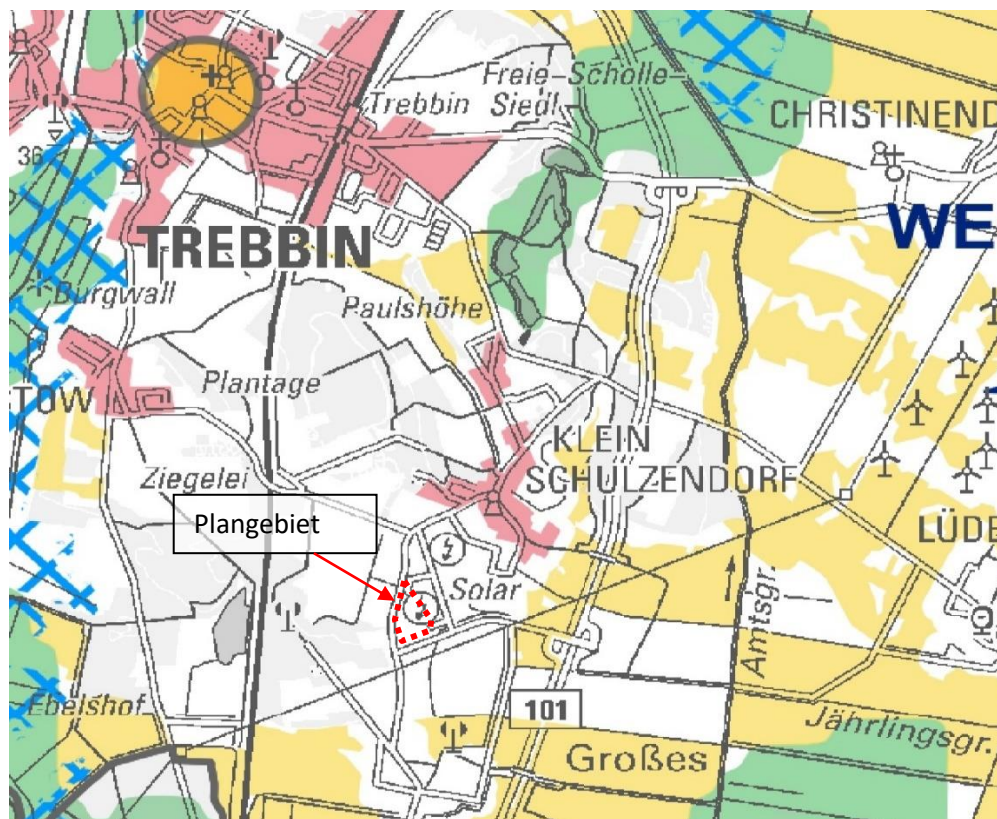 Freie-Scholle-
Trebbin Siedl.
CHRISTINEND
36
WE
TREBBIN
Burgwall
Paulshöhe
TOW
Plantage
KLEIN
SCHULZENDORF
Ziegelei
Plangebiet
LÜDE
Solar
Amtsgr.
Ebelshof
101
Jährlingsgr.
Großes